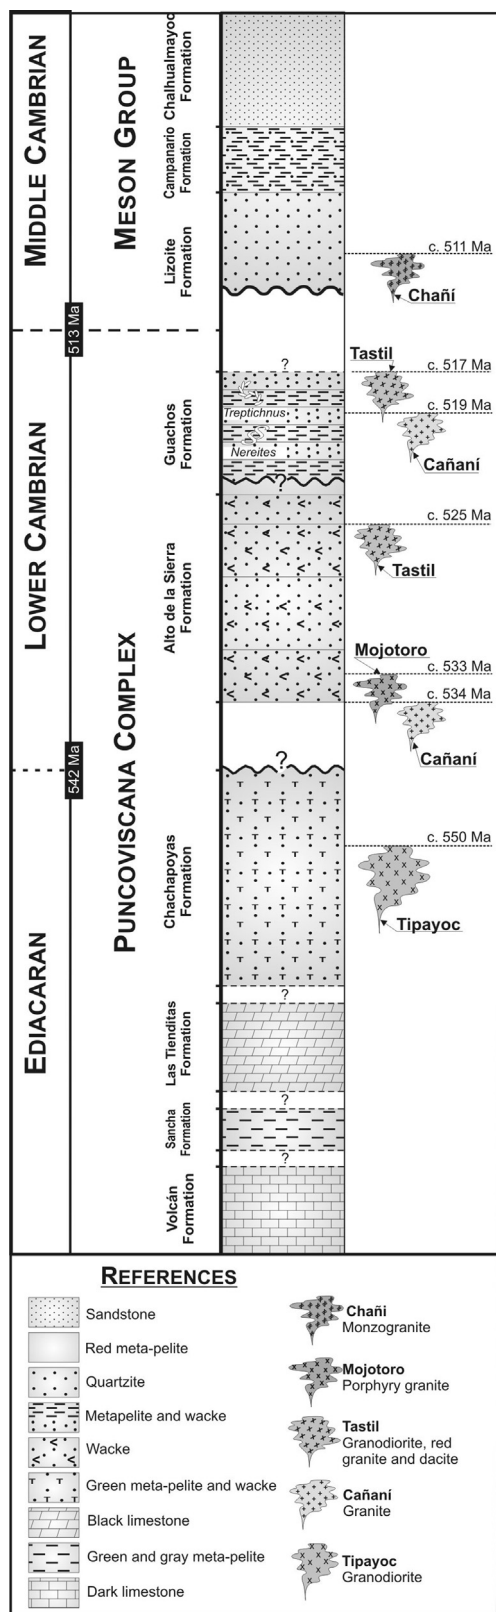 MIDDLE CAMBRIAN
513 Ma
LOWER CAMBRIAN
542 Ma
EDIACARAN
MESON GROUP
PUNCOVISCANA COMPLEX
Chalhualmayoc
Formation
Campanario
Formation
Lizoite
Formation
Guachos
Formation
Alto de la Sierra
Formation
Chachapoyas
Formation
Las Tienditas
Formation
Sancha
Formation
Volcán
Formation
?
Treptichnus
Nereites
?
?
?
?
?
c. 511 Ma
Chañí
Tastil
c. 517 Ma
c. 519 Ma
Cañaní
c. 525 Ma
Tastil
Mojotoro
c. 533 Ma
c. 534 Ma
Cañaní
c. 550 Ma
Tipayoc
REFERENCES
Sandstone
Red meta-pelite
Quartzite
Metapelite and wacke
Wacke
Green meta-pelite and wacke
Black limestone
Green and gray meta-pelite
Dark limestone
Chañi
Monzogranite
Mojotoro
Porphyry granite
Tastil
Granodiorite, red
granite and dacite
Cañaní
Granite
Tipayoc
Granodiorite